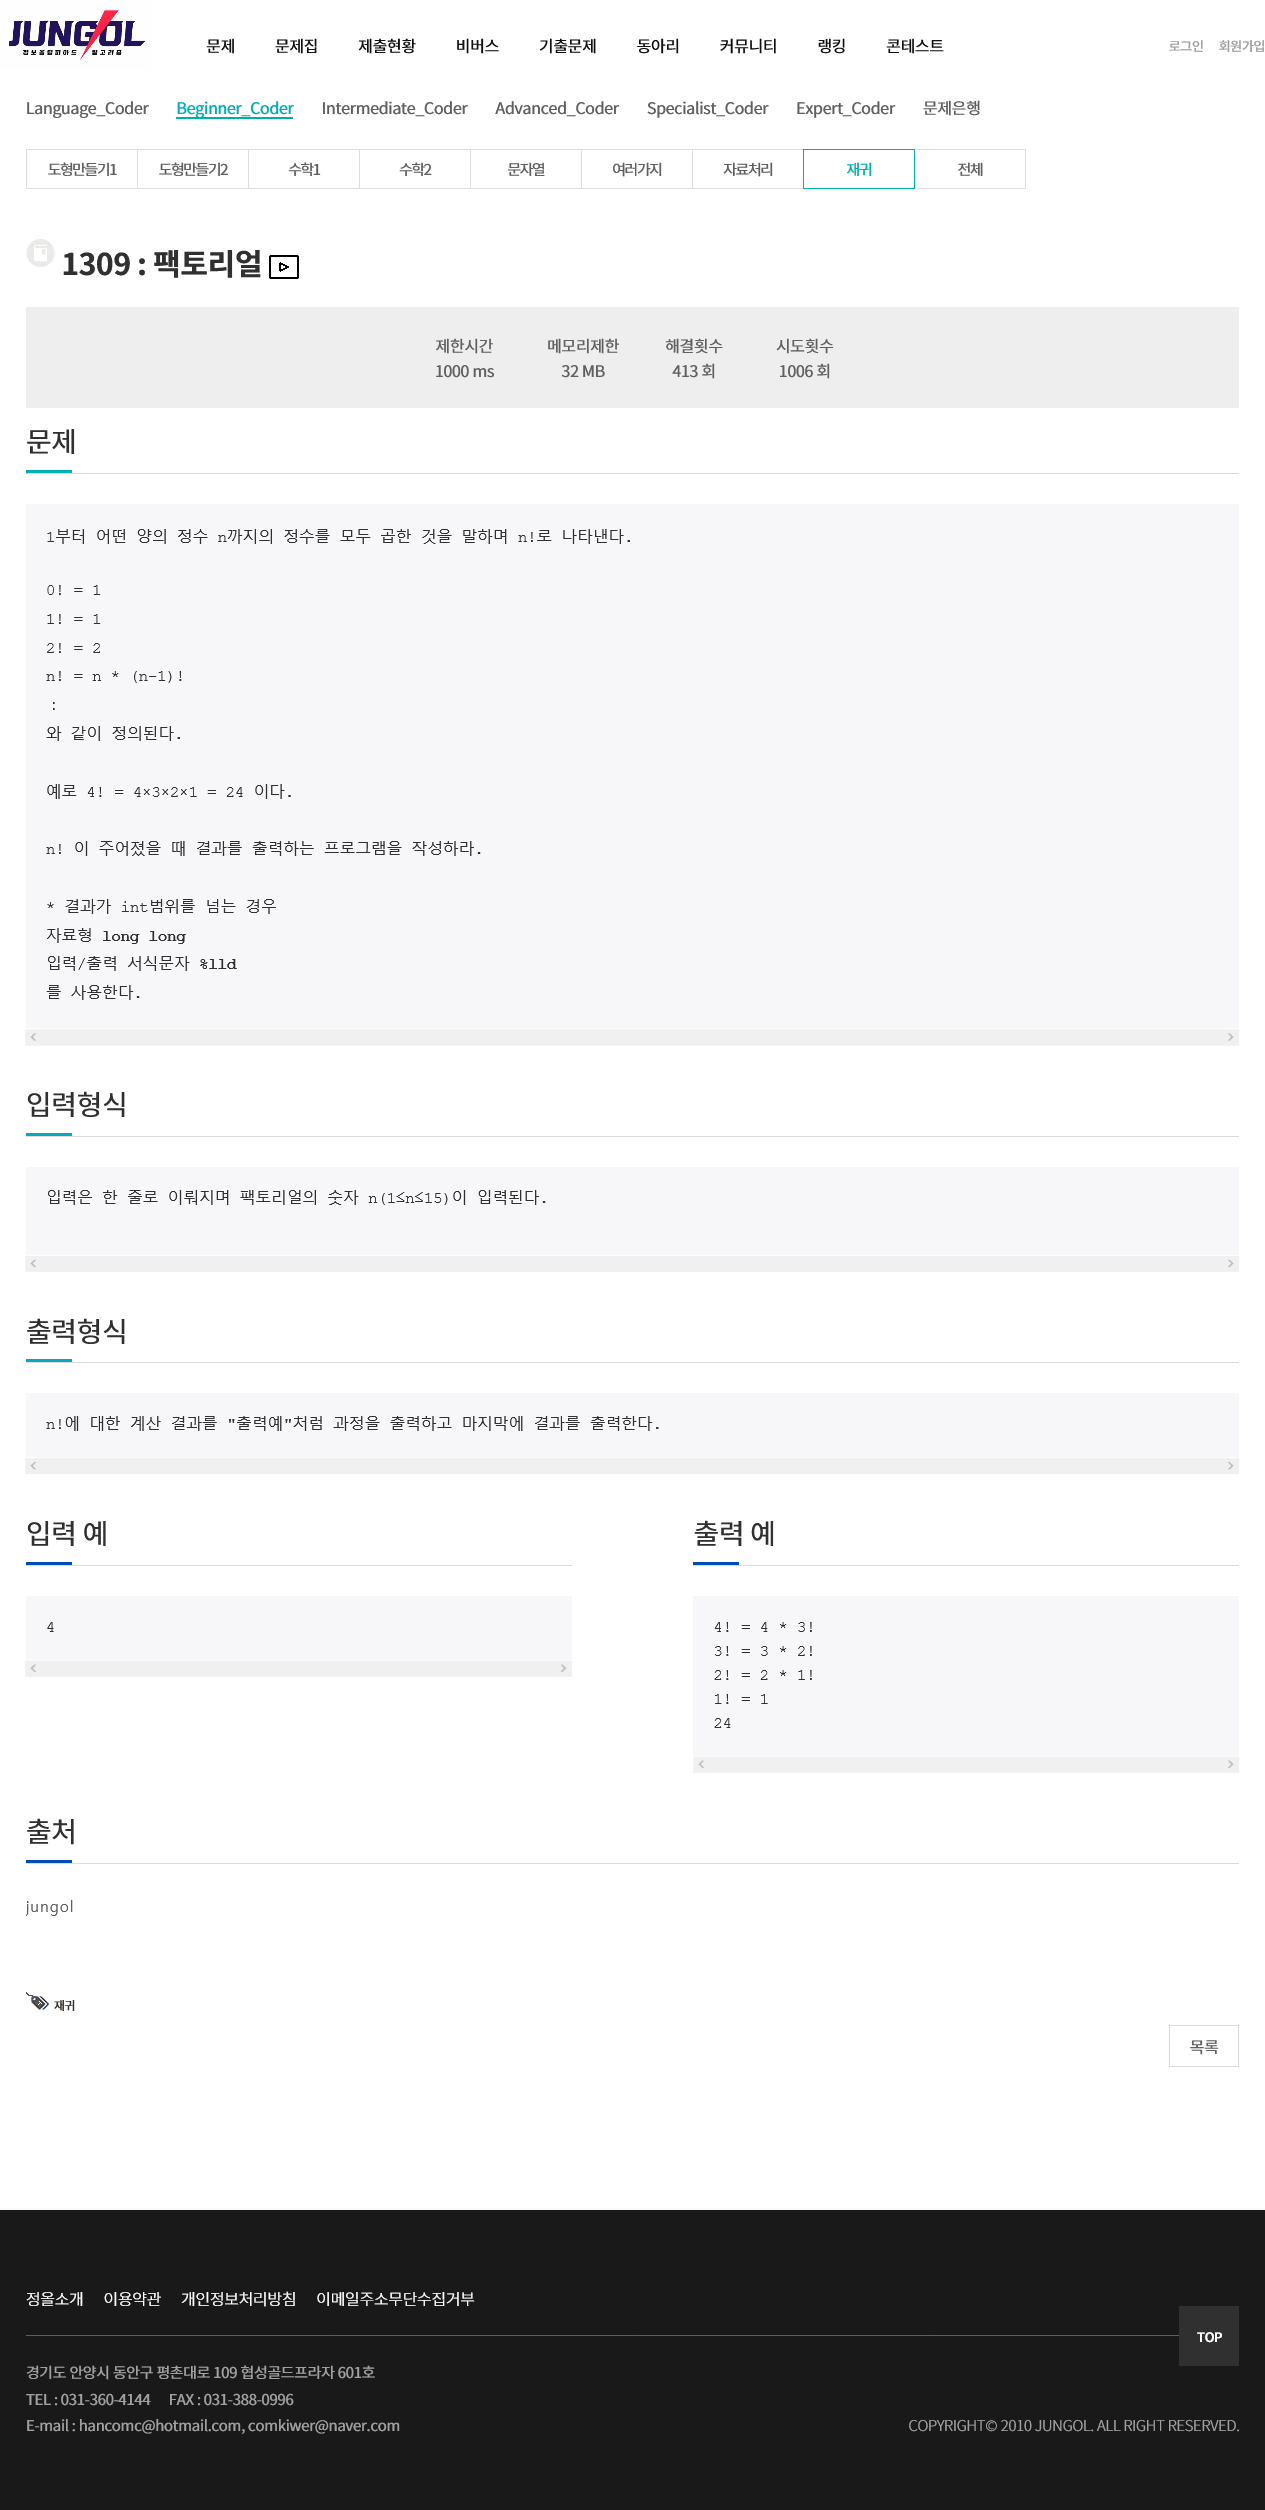 JUNGOL
정보올림피아드 알고리즘
문제 문제집 제출현황 비버스 기출문제 동아리 커뮤니티 랭킹 콘테스트 로그인 회원가입
Language_Coder Beginner_Coder Intermediate_Coder Advanced_Coder Specialist_Coder Expert_Coder 문제은행
도형만들기1 도형만들기2 수학1 수학2 문자열 여러가지 자료처리 재귀 전체
1309 : 팩토리얼
제한시간 메모리제한 해결횟수 시도횟수
1000 ms 32 MB 413 회 1006 회
문제
1부터 어떤 양의 정수 n까지의 정수를 모두 곱한 것을 말하며 n!로 나타낸다.
0! = 1
1! = 1
2! = 2
n! = n * (n-1)!
:
와 같이 정의된다.
예로 4! = 4×3×2×1 = 24 이다.
n! 이 주어졌을 때 결과를 출력하는 프로그램을 작성하라.
* 결과가 int범위를 넘는 경우
자료형 long long
입력/출력 서식문자 %lld
를 사용한다.
입력형식
입력은 한 줄로 이뤄지며 팩토리얼의 숫자 n(1≤n≤15)이 입력된다.
출력형식
n!에 대한 계산 결과를 "출력예"처럼 과정을 출력하고 마지막에 결과를 출력한다.
입력 예
4
출력 예
4! = 4 * 3!
3! = 3 * 2!
2! = 2 * 1!
1! = 1
24
출처
jungol
재귀
목록
정올소개 이용약관 개인정보처리방침 이메일주소무단수집거부
TOP
경기도 안양시 동안구 평촌대로 109 협성골드프라자 601호
TEL : 031-360-4144 FAX : 031-388-0996
E-mail : hancomc@hotmail.com, comkiwer@naver.com COPYRIGHT© 2010 JUNGOL. ALL RIGHT RESERVED.